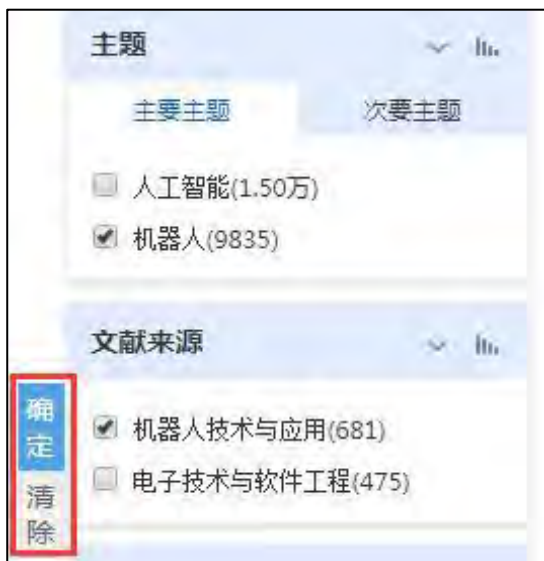 主题
主要主题 次要主题
人工智能(1.50万)
机器人(9835)
文献来源
机器人技术与应用(681)
电子技术与软件工程(475)
确定
清除